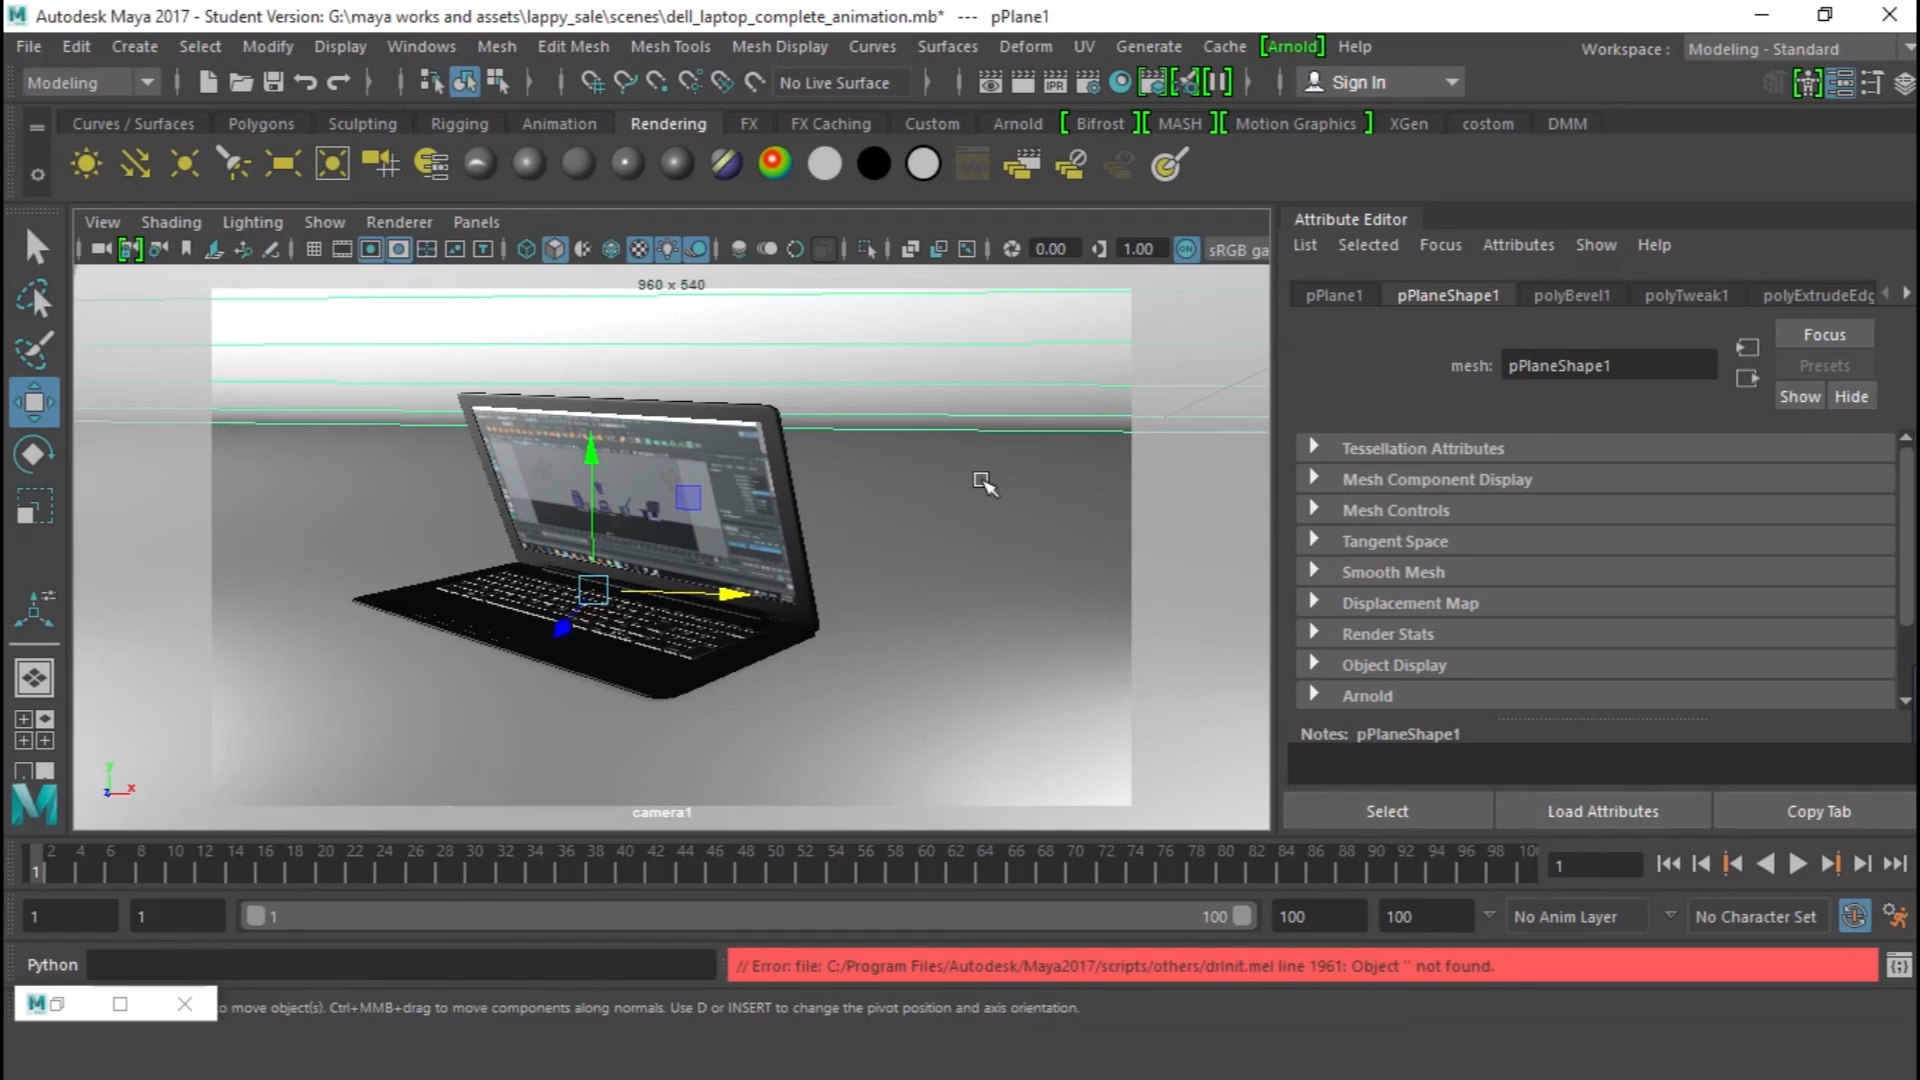 Autodesk Maya 2017 - Student Version: G:\maya works and assets\lappy_sale\scenes\dell_laptop_complete_animation.mb*   ---   pPlane1
File Edit Create Select Modify Display Windows Mesh Edit Mesh Mesh Tools Mesh Display Curves Surfaces Deform UV Generate Cache [Arnold] Help Workspace : Modeling - Standard
Modeling No Live Surface IPR Sign In
Curves / Surfaces Polygons Sculpting Rigging Animation Rendering FX FX Caching Custom Arnold [ Bifrost ][ MASH ][ Motion Graphics ] XGen costom DMM
View Shading Lighting Show Renderer Panels
0.00 1.00 ON sRGB ga
960 x 540
camera1
y
z x
Attribute Editor
List Selected Focus Attributes Show Help
pPlane1 pPlaneShape1 polyBevel1 polyTweak1 polyExtrudeEdg
mesh: pPlaneShape1
Focus
Presets
Show Hide
Tessellation Attributes
Mesh Component Display
Mesh Controls
Tangent Space
Smooth Mesh
Displacement Map
Render Stats
Object Display
Arnold
Notes: pPlaneShape1
Select Load Attributes Copy Tab
2 4 6 8 10 12 14 16 18 20 22 24 26 28 30 32 34 36 38 40 42 44 46 48 50 52 54 56 58 60 62 64 66 68 70 72 74 76 78 80 82 84 86 88 90 92 94 96 98 10
1 1
1 1 1 100 100 100 No Anim Layer No Character Set
Python // Error: file: C:/Program Files/Autodesk/Maya2017/scripts/others/drInit.mel line 1961: Object '' not found.
to move object(s). Ctrl+MMB+drag to move components along normals. Use D or INSERT to change the pivot position and axis orientation.